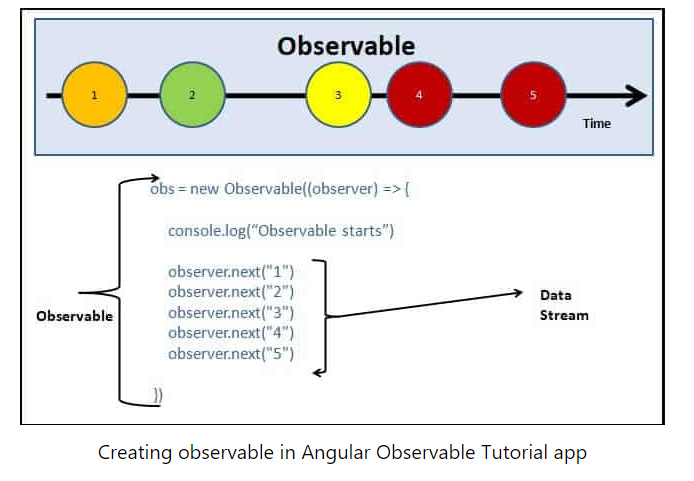 Observable
1 2 3 4 5
Time
obs = new Observable((observer) => {
console.log(“Observable starts”)
observer.next("1")
observer.next("2")
observer.next("3")
observer.next("4")
observer.next("5")
})
Observable
Data
Stream
Creating observable in Angular Observable Tutorial app